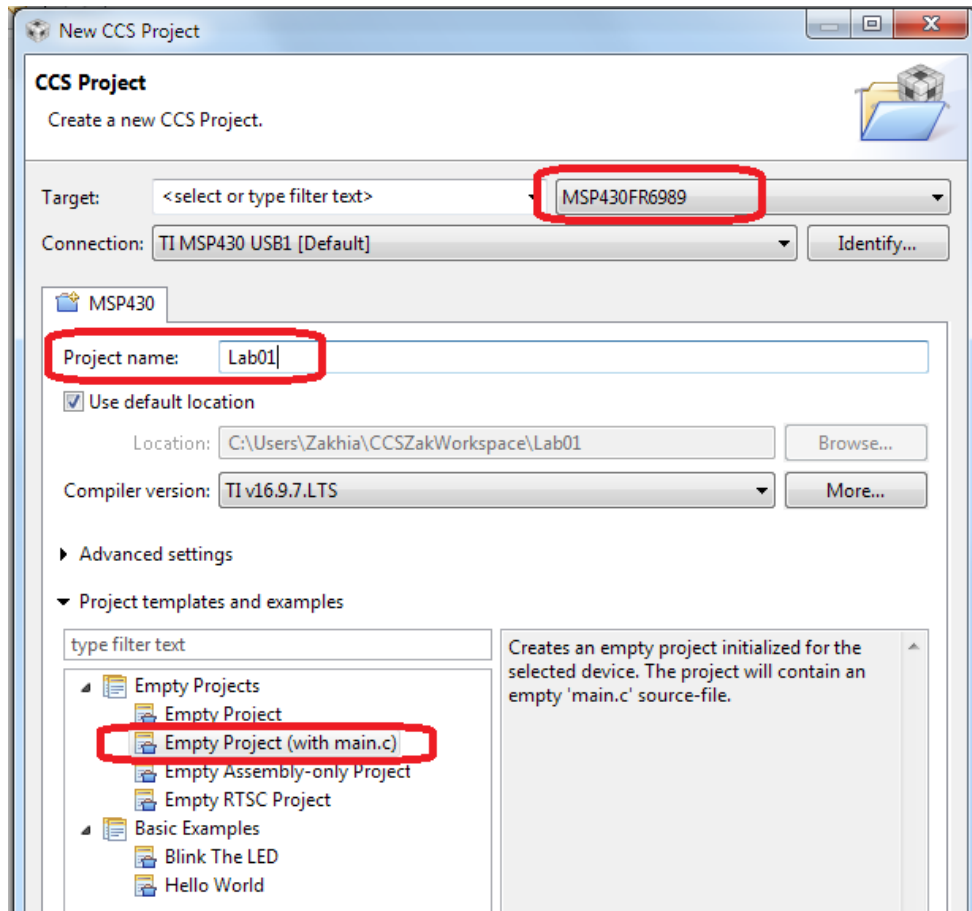 New CCS Project
CCS Project
Create a new CCS Project.
Target: <select or type filter text> MSP430FR6989
Connection: TI MSP430 USB1 [Default] Identify...
MSP430
Project name: Lab01
Use default location
Location: C:\Users\Zakhia\CCSZakWorkspace\Lab01 Browse...
Compiler version: TI v16.9.7.LTS More...
Advanced settings
Project templates and examples
type filter text
Empty Projects
Empty Project
Empty Project (with main.c)
Empty Assembly-only Project
Empty RTSC Project
Basic Examples
Blink The LED
Hello World
Creates an empty project initialized for the
selected device. The project will contain an
empty 'main.c' source-file.